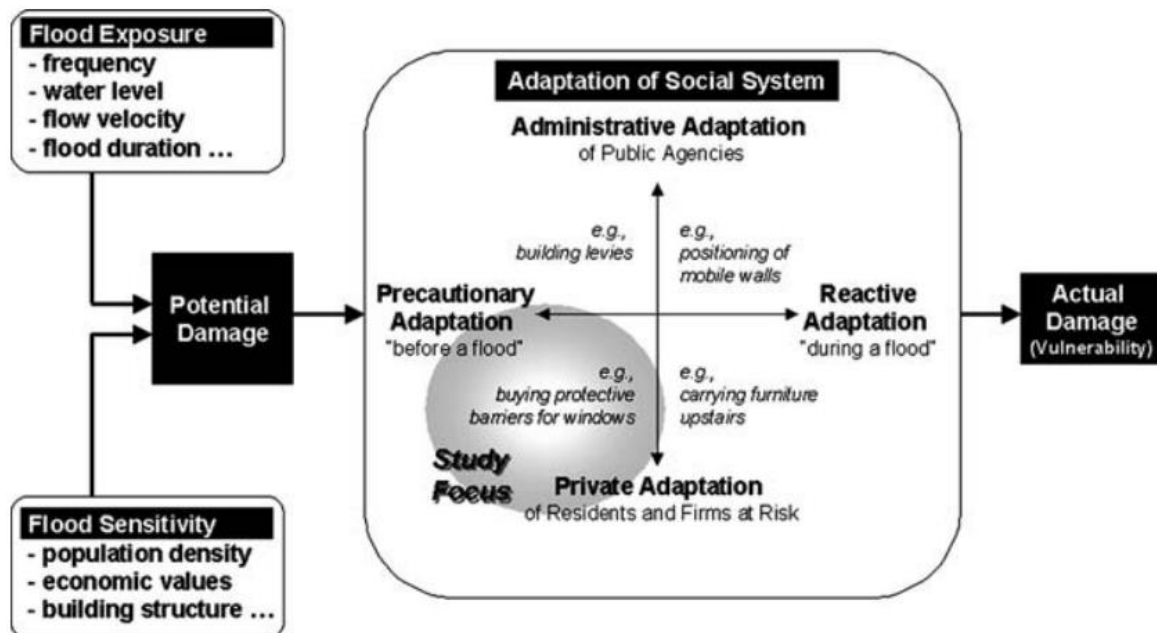 Flood Exposure
- frequency
- water level
- flow velocity
- flood duration ...
Potential
Damage
Flood Sensitivity
- population density
- economic values
- building structure ...
Adaptation of Social System
Administrative Adaptation
of Public Agencies
e.g.,
building levies
e.g.,
positioning of
mobile walls
Precautionary
Adaptation
"before a flood"
Reactive
Adaptation
"during a flood"
e.g.,
buying protective
barriers for windows
e.g.,
carrying furniture
upstairs
Study
Focus
Private Adaptation
of Residents and Firms at Risk
Actual
Damage
(Vulnerability)